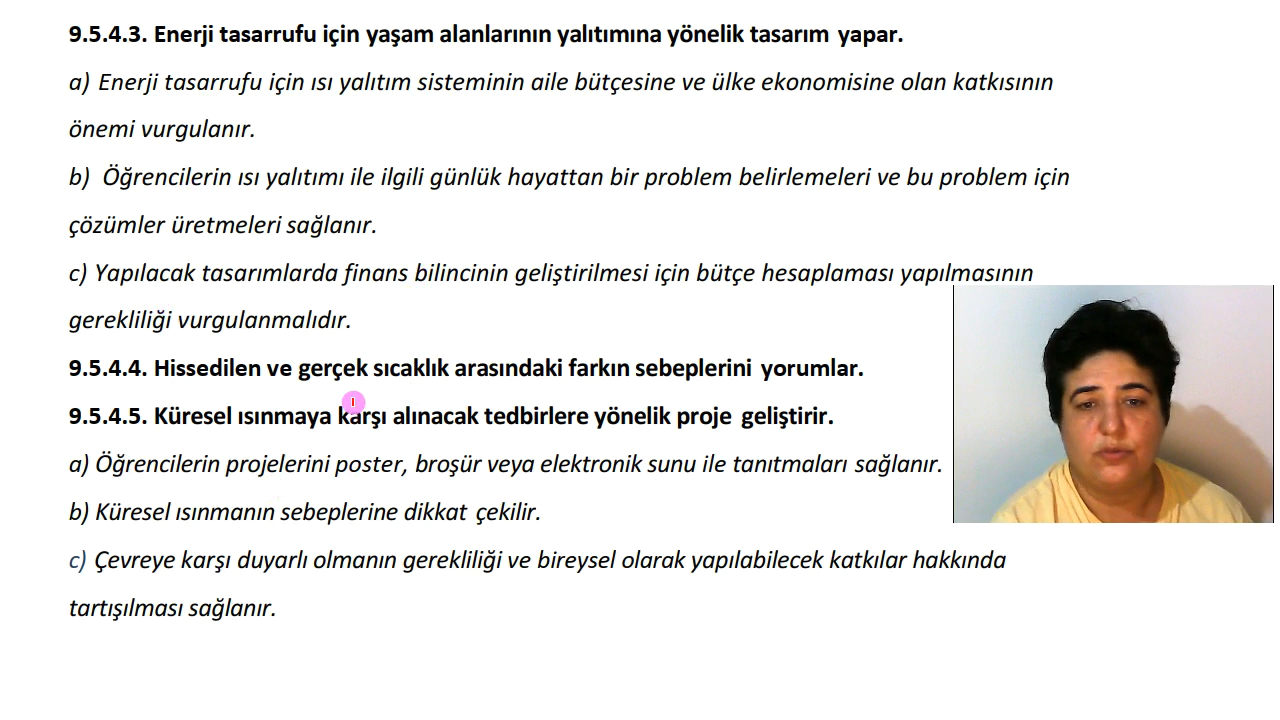 9.5.4.3. Enerji tasarrufu için yaşam alanlarının yalıtımına yönelik tasarım yapar.
a) Enerji tasarrufu için ısı yalıtım sisteminin aile bütçesine ve ülke ekonomisine olan katkısının
önemi vurgulanır.
b) Öğrencilerin ısı yalıtımı ile ilgili günlük hayattan bir problem belirlemeleri ve bu problem için
çözümler üretmeleri sağlanır.
c) Yapılacak tasarımlarda finans bilincinin geliştirilmesi için bütçe hesaplaması yapılmasının
gerekliliği vurgulanmalıdır.
9.5.4.4. Hissedilen ve gerçek sıcaklık arasındaki farkın sebeplerini yorumlar.
9.5.4.5. Küresel ısınmaya karşı alınacak tedbirlere yönelik proje geliştirir.
a) Öğrencilerin projelerini poster, broşür veya elektronik sunu ile tanıtmaları sağlanır.
b) Küresel ısınmanın sebeplerine dikkat çekilir.
c) Çevreye karşı duyarlı olmanın gerekliliği ve bireysel olarak yapılabilecek katkılar hakkında
tartışılması sağlanır.